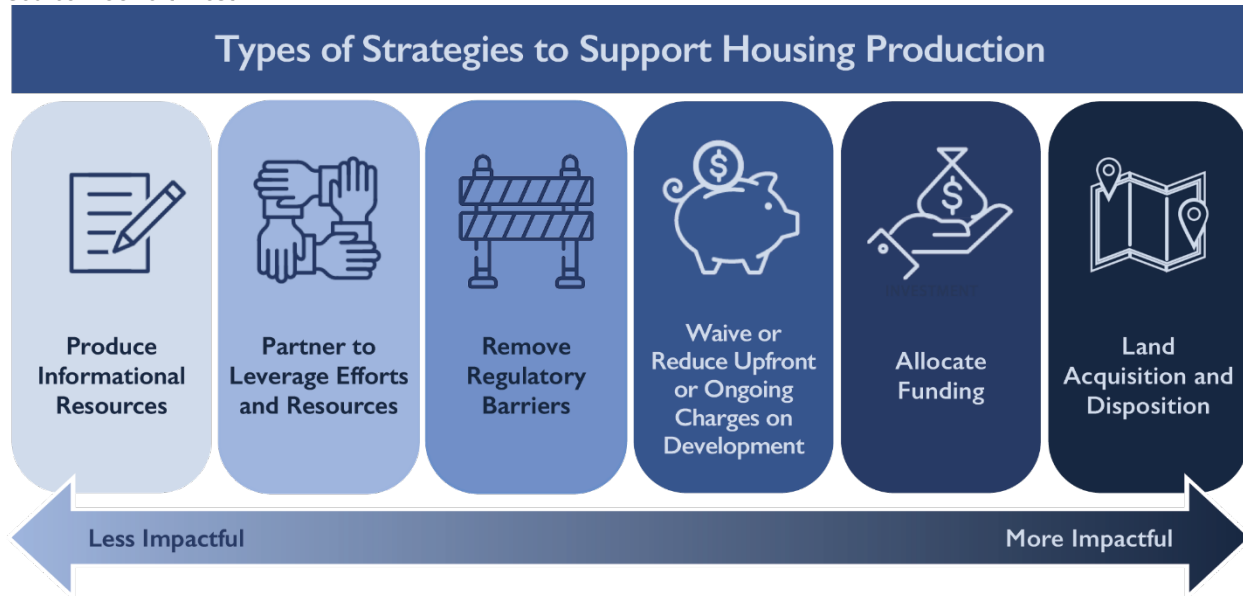 Types of Strategies to Support Housing Production
$
$
INVESTMENT
Produce
Informational
Resources
Partner to
Leverage Efforts
and Resources
Remove
Regulatory
Barriers
Waive or
Reduce Upfront
or Ongoing
Charges on
Development
Allocate
Funding
Land
Acquisition and
Disposition
Less Impactful
More Impactful